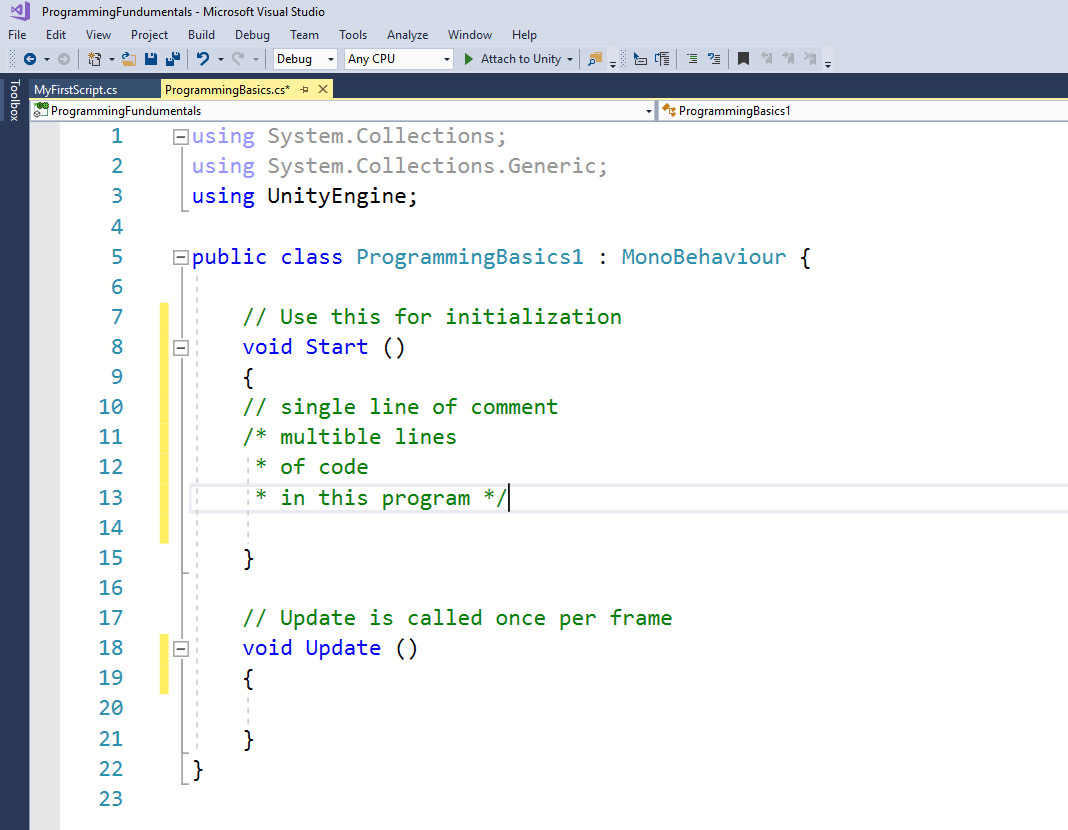 ProgrammingFundumentals - Microsoft Visual Studio
File Edit View Project Build Debug Team Tools Analyze Window Help
Debug Any CPU Attach to Unity
Toolbox
MyFirstScript.cs ProgrammingBasics.cs*
ProgrammingFundumentals ProgrammingBasics1
1 using System.Collections;
2 using System.Collections.Generic;
3 using UnityEngine;
4
5 public class ProgrammingBasics1 : MonoBehaviour {
6
7 // Use this for initialization
8 void Start ()
9 {
10 // single line of comment
11 /* multible lines
12 * of code
13 * in this program */
14
15 }
16
17 // Update is called once per frame
18 void Update ()
19 {
20
21 }
22 }
23